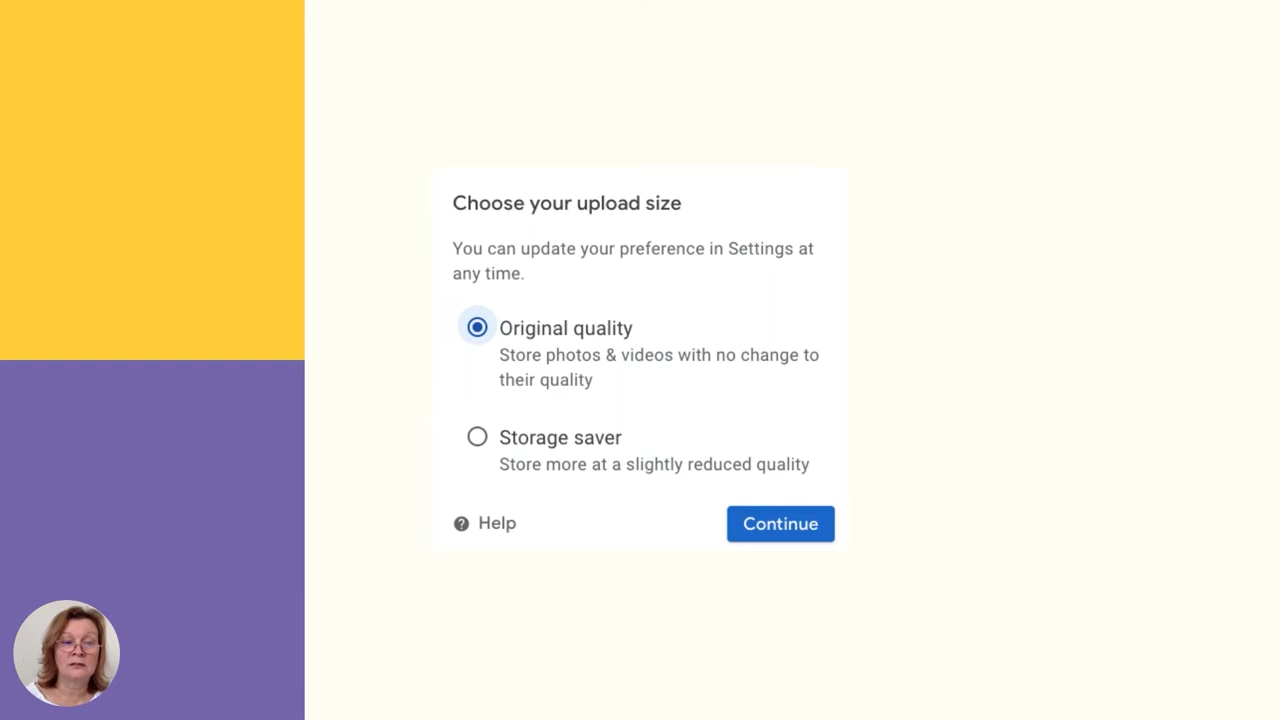 Choose your upload size
You can update your preference in Settings at
any time.
Original quality
Store photos & videos with no change to
their quality
Storage saver
Store more at a slightly reduced quality
Help
Continue